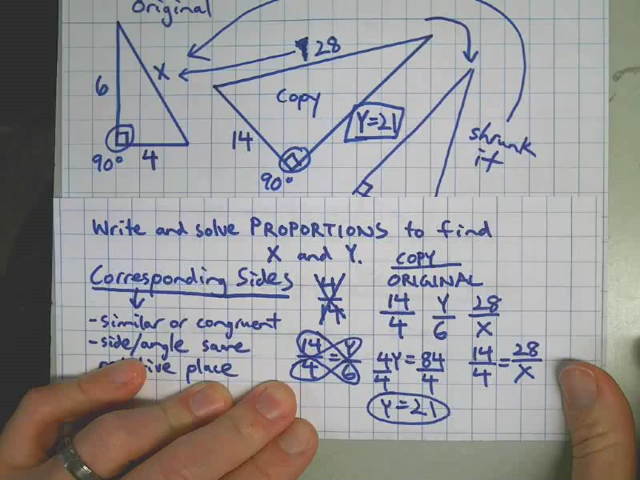 Original
6
X
4
90°
28
Copy
14
Y=21
90°
shrunk
it
Write and solve PROPORTIONS to find
X and Y.
Corresponding Sides
-similar or congruent
-side/angle same
place
14/4 = Y/6
COPY
ORIGINAL
14/4 Y/6 28/X
4Y/4 = 84/4
Y=21
14/4 = 28/X